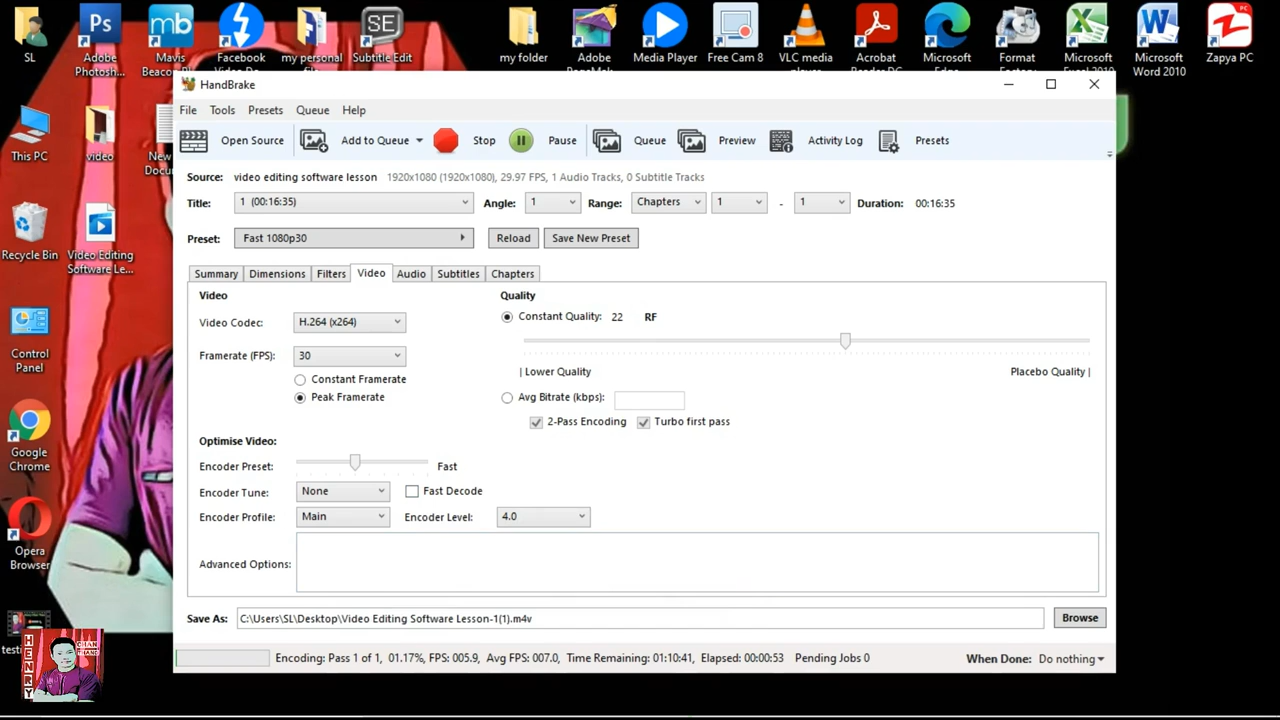 SL
Adobe
Photosh...
Mavis
Facebook
my personal
Subtitle Edit
my folder
Adobe
Media Player
Free Cam 8
VLC media
Acrobat
Microsoft
Format
Microsoft
Microsoft
Word 2010
Zapya PC
This PC
video
New
Recycle Bin
Video Editing
Software Le...
Control
Panel
Google
Chrome
Opera
Browser
HandBrake
File Tools Presets Queue Help
Open Source Add to Queue Stop Pause Queue Preview Activity Log Presets
Source: video editing software lesson 1920x1080 (1920x1080), 29.97 FPS, 1 Audio Tracks, 0 Subtitle Tracks
Title: 1 (00:16:35) Angle: 1 Range: Chapters 1 - 1 Duration: 00:16:35
Preset: Fast 1080p30 Reload Save New Preset
Summary Dimensions Filters Video Audio Subtitles Chapters
Video
Video Codec: H.264 (x264)
Framerate (FPS): 30
Constant Framerate
Peak Framerate
Quality
Constant Quality: 22 RF
| Lower Quality Placebo Quality |
Avg Bitrate (kbps):
2-Pass Encoding Turbo first pass
Optimise Video:
Encoder Preset: Fast
Encoder Tune: None Fast Decode
Encoder Profile: Main Encoder Level: 4.0
Advanced Options:
Save As: C:\Users\SL\Desktop\Video Editing Software Lesson-1(1).m4v Browse
Encoding: Pass 1 of 1, 01.17%, FPS: 005.9, Avg FPS: 007.0, Time Remaining: 01:10:41, Elapsed: 00:00:53 Pending Jobs 0 When Done: Do nothing
HENRY
CHAN